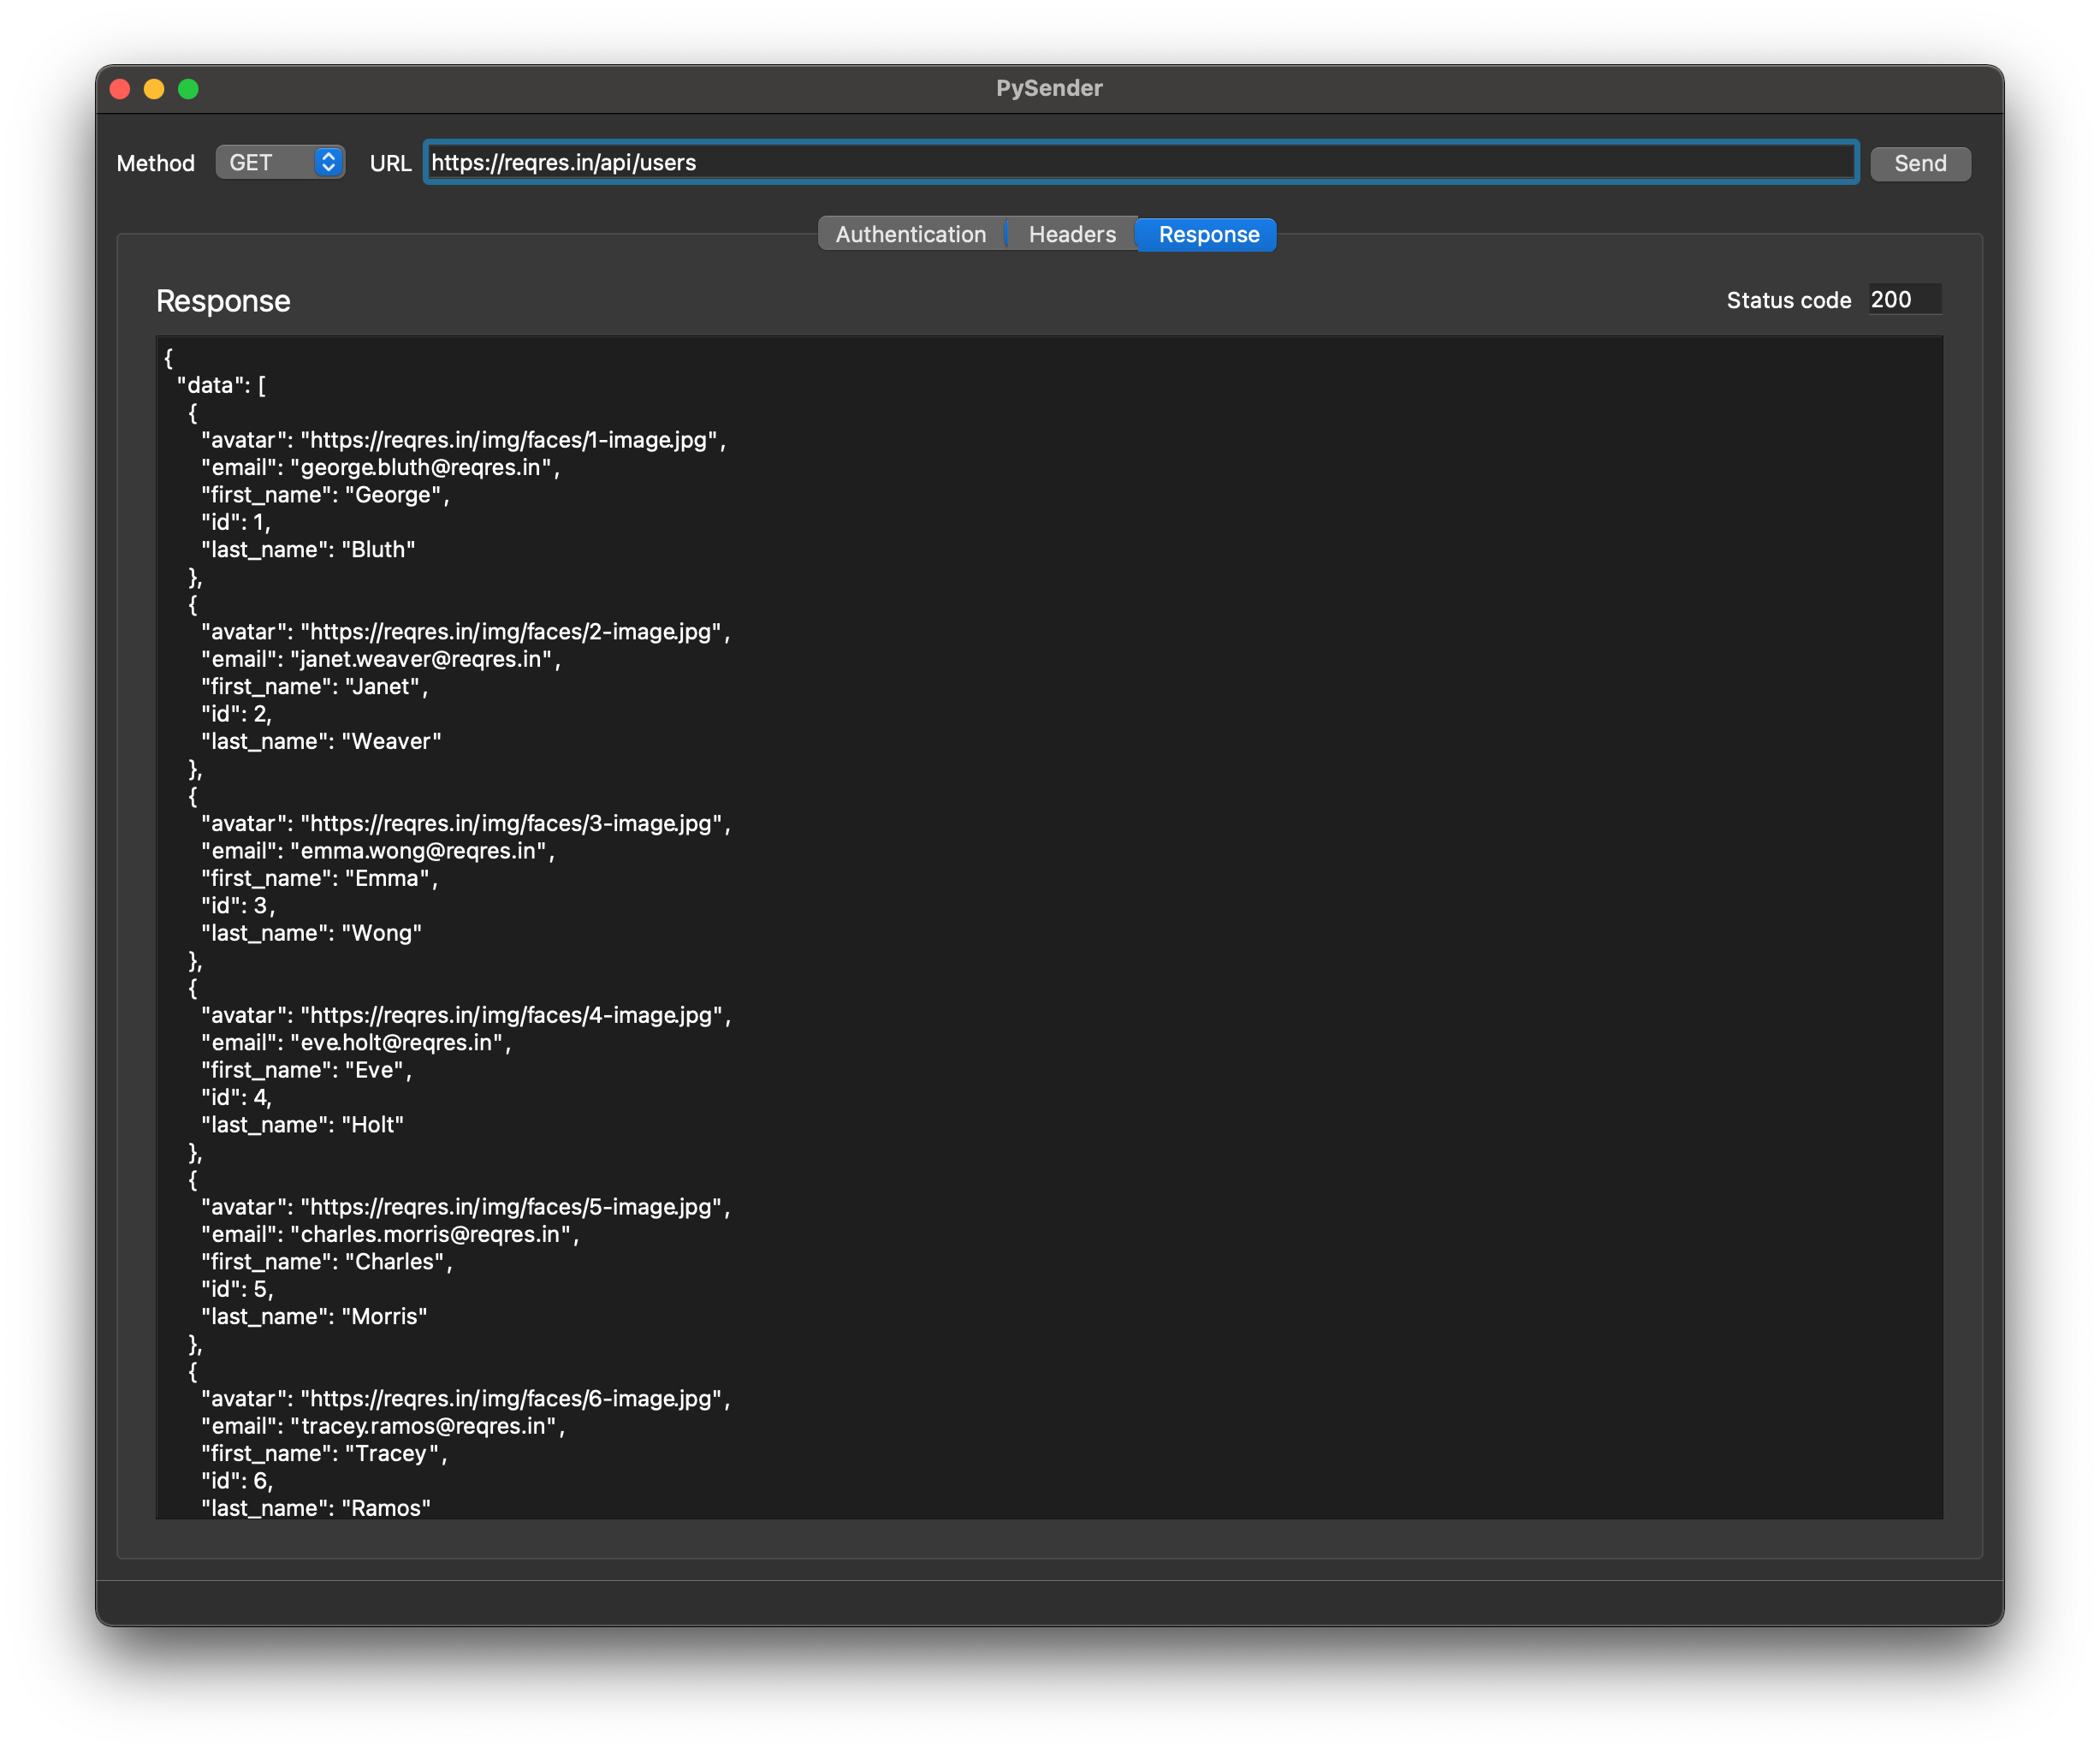 PySender
Method GET URL https://reqres.in/api/users Send
Authentication Headers Response
Response Status code 200
{
  "data": [
    {
      "avatar": "https://reqres.in/img/faces/1-image.jpg",
      "email": "george.bluth@reqres.in",
      "first_name": "George",
      "id": 1,
      "last_name": "Bluth"
    },
    {
      "avatar": "https://reqres.in/img/faces/2-image.jpg",
      "email": "janet.weaver@reqres.in",
      "first_name": "Janet",
      "id": 2,
      "last_name": "Weaver"
    },
    {
      "avatar": "https://reqres.in/img/faces/3-image.jpg",
      "email": "emma.wong@reqres.in",
      "first_name": "Emma",
      "id": 3,
      "last_name": "Wong"
    },
    {
      "avatar": "https://reqres.in/img/faces/4-image.jpg",
      "email": "eve.holt@reqres.in",
      "first_name": "Eve",
      "id": 4,
      "last_name": "Holt"
    },
    {
      "avatar": "https://reqres.in/img/faces/5-image.jpg",
      "email": "charles.morris@reqres.in",
      "first_name": "Charles",
      "id": 5,
      "last_name": "Morris"
    },
    {
      "avatar": "https://reqres.in/img/faces/6-image.jpg",
      "email": "tracey.ramos@reqres.in",
      "first_name": "Tracey",
      "id": 6,
      "last_name": "Ramos"